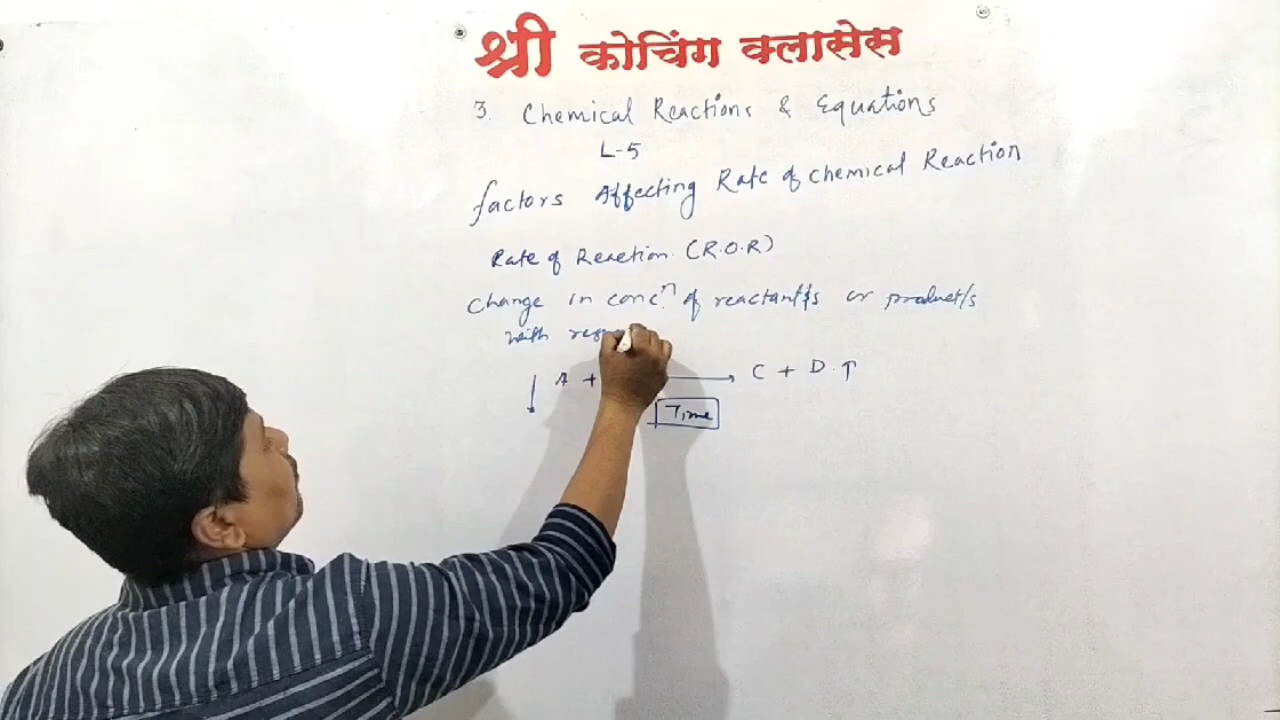 श्री कोचिंग क्लासेस
3. Chemical Reactions & Equations
L-5
factors Affecting Rate of chemical Reaction
Rate of Reaction. (R.O.R)
change in concn. of reactant/s or product/s
with
A + → C + D ↑
Time